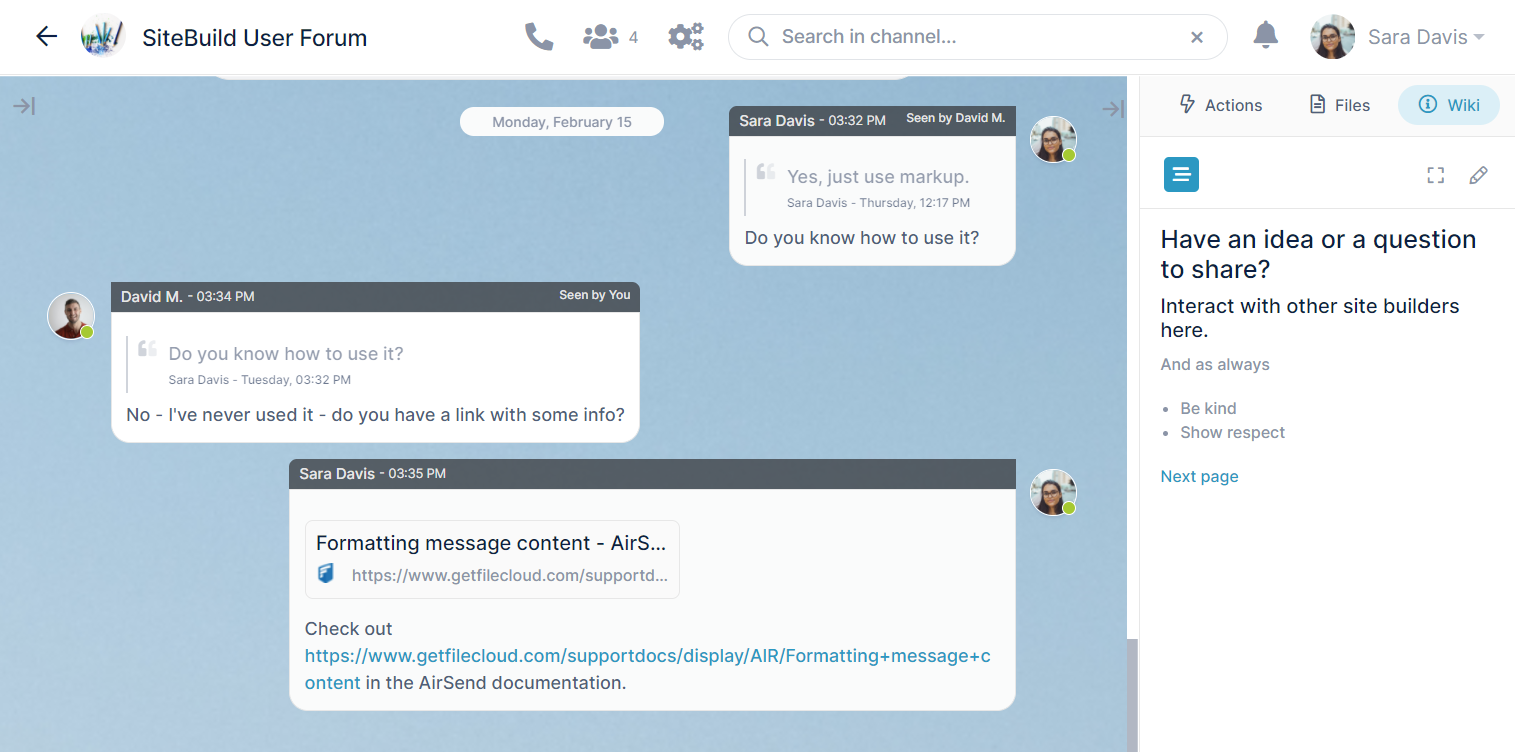 SiteBuild User Forum
4
Search in channel...
Sara Davis
Monday, February 15
Sara Davis - 03:32 PM Seen by David M.
Yes, just use markup.
Sara Davis - Thursday, 12:17 PM
Do you know how to use it?
David M. - 03:34 PM Seen by You
Do you know how to use it?
Sara Davis - Tuesday, 03:32 PM
No - I've never used it - do you have a link with some info?
Sara Davis - 03:35 PM
Formatting message content - AirS...
https://www.getfilecloud.com/supportd...
Check out
https://www.getfilecloud.com/supportdocs/display/AIR/Formatting+message+c
ontent in the AirSend documentation.
Actions Files Wiki
Have an idea or a question
to share?
Interact with other site builders
here.
And as always
• Be kind
• Show respect
Next page